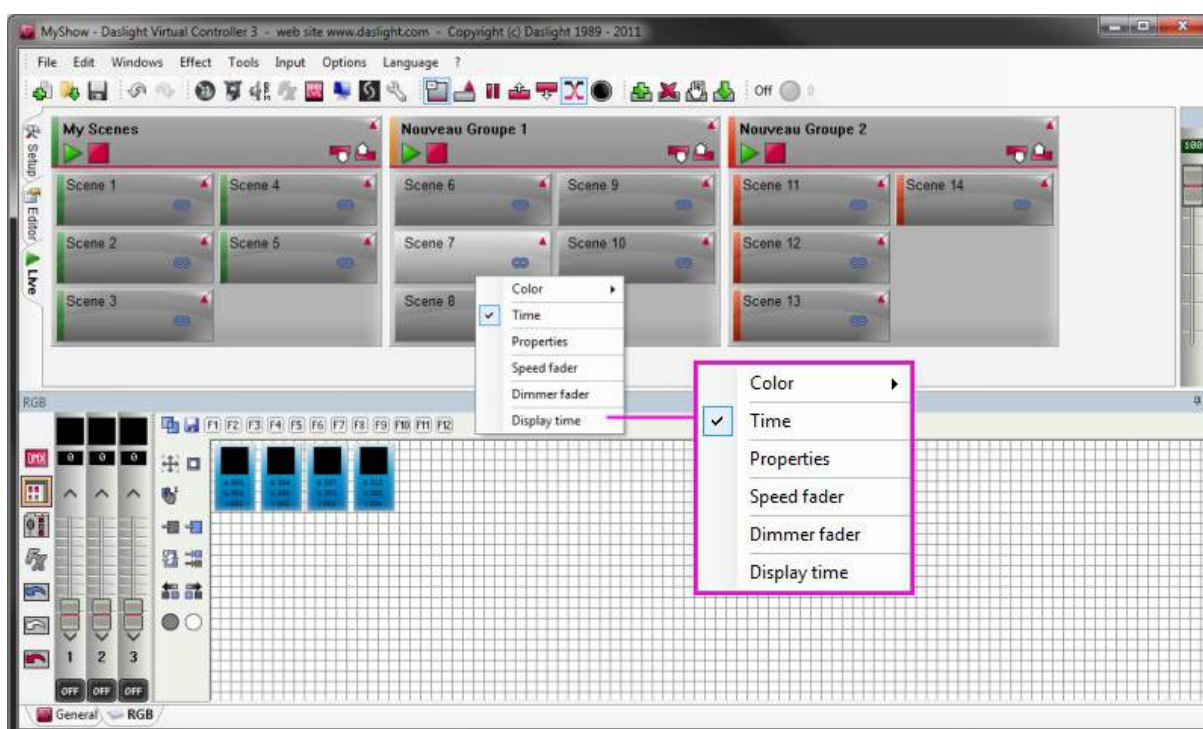 MyShow - Daslight Virtual Controller 3 - web site www.daslight.com - Copyright (c) Daslight 1989 - 2011
File Edit Windows Effect Tools Input Options Language ?
Off 0
Setup
Editor
Live
My Scenes
Nouveau Groupe 1
Nouveau Groupe 2
100
Scene 1 Scene 4 Scene 6 Scene 9 Scene 11 Scene 14
Scene 2 Scene 5 Scene 7 Scene 10 Scene 12
Scene 3 Scene 8 Scene 13
Color
Time
Properties
Speed fader
Dimmer fader
Display time
Color
Time
Properties
Speed fader
Dimmer fader
Display time
RGB
F1 F2 F3 F4 F5 F6 F7 F8 F9 F10 F11 F12
DMX
0 0 0
1 2 3
OFF OFF OFF
General RGB